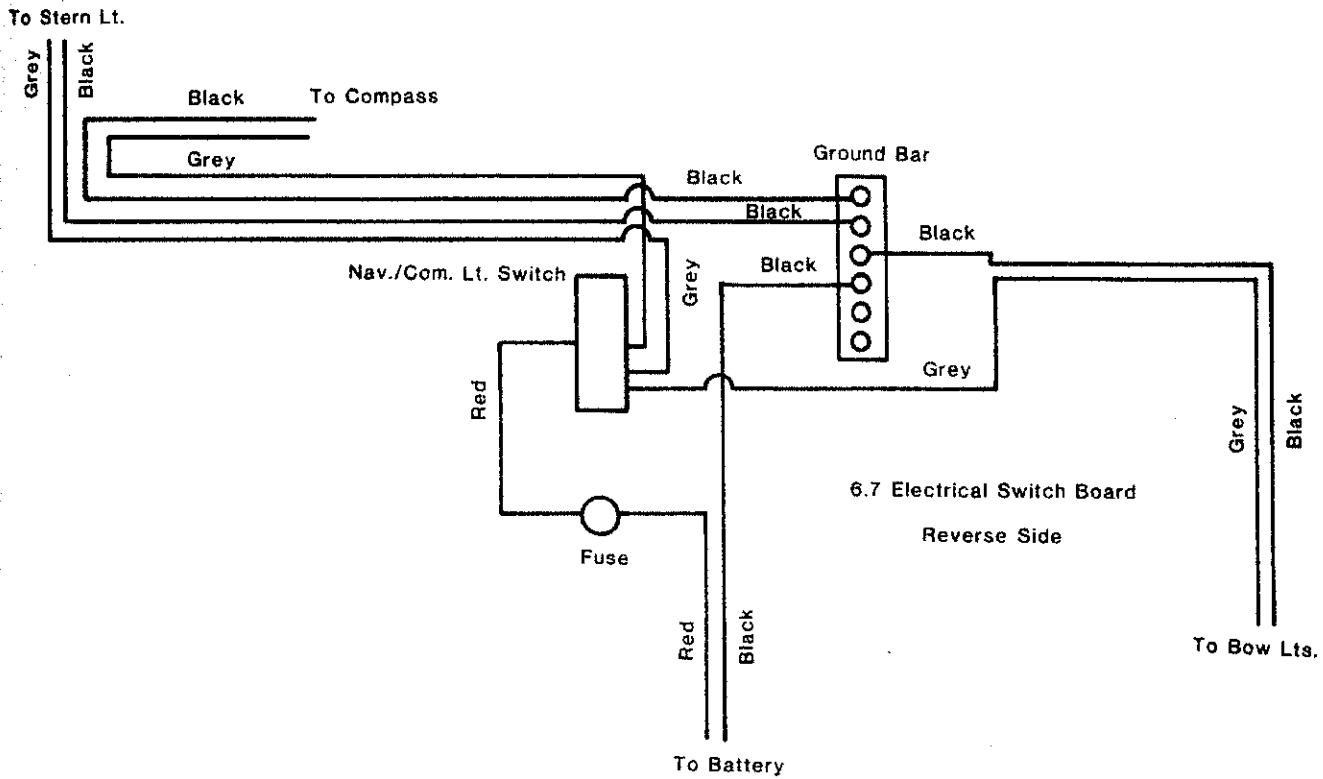 To Stern Lt.
Grey
Black
Black
To Compass
Grey
Ground Bar
Black
Black
Black
Nav./Com. Lt. Switch
Grey
Black
Grey
Red
Grey
Black
6.7 Electrical Switch Board
Reverse Side
Fuse
Red
Black
To Bow Lts.
To Battery